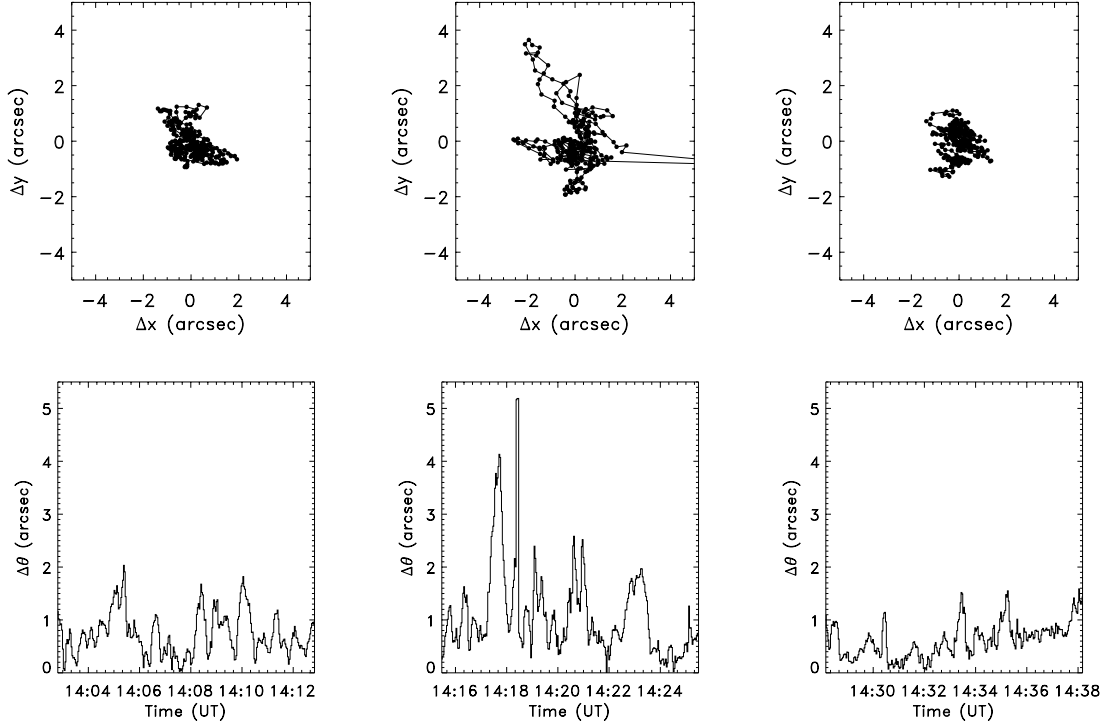 4
2
0
−2
−4
Δy (arcsec)
−4 −2 0 2 4
Δx (arcsec)
4
2
0
−2
−4
Δy (arcsec)
−4 −2 0 2 4
Δx (arcsec)
4
2
0
−2
−4
Δy (arcsec)
−4 −2 0 2 4
Δx (arcsec)
5
4
3
2
1
0
Δθ (arcsec)
14:04 14:06 14:08 14:10 14:12
Time (UT)
5
4
3
2
1
0
Δθ (arcsec)
14:16 14:18 14:20 14:22 14:24
Time (UT)
5
4
3
2
1
0
Δθ (arcsec)
14:30 14:32 14:34 14:36 14:38
Time (UT)